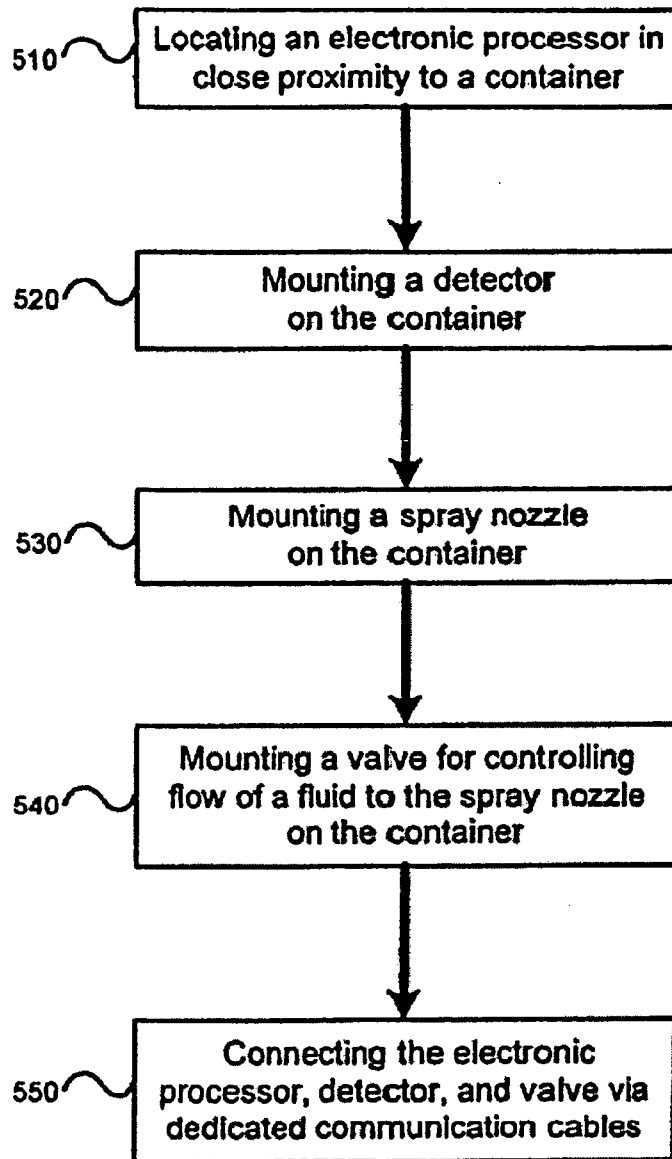 510
Locating an electronic processor in
close proximity to a container
520
Mounting a detector
on the container
530
Mounting a spray nozzle
on the container
540
Mounting a valve for controlling
flow of a fluid to the spray nozzle
on the container
550
Connecting the electronic
processor, detector, and valve via
dedicated communication cables